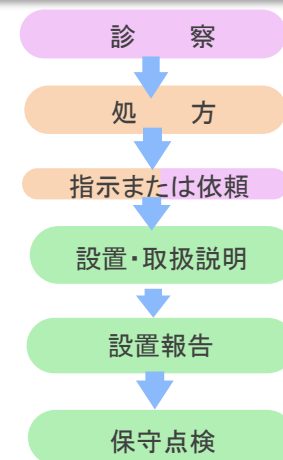 診　　察
処　　方
指示または依頼
設置・取扱説明
設置報告
保守点検